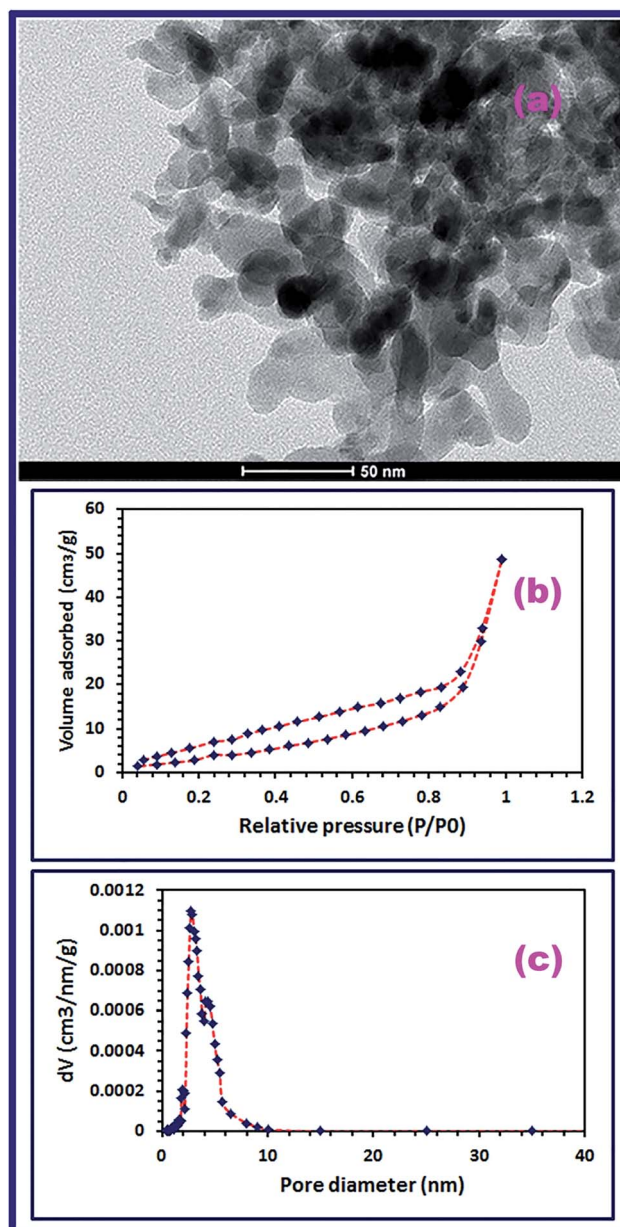 (a)
50 nm
60
50
40
30
20
10
0
Volume adsorbed (cm3/g)
(b)
0 0.2 0.4 0.6 0.8 1 1.2
Relative pressure (P/P0)
0.0012
0.001
0.0008
0.0006
0.0004
0.0002
0
dV (cm3/nm/g)
(c)
0 10 20 30 40
Pore diameter (nm)